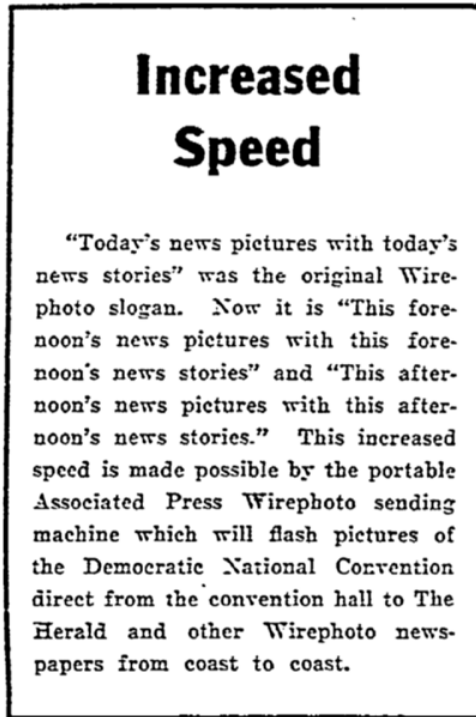 Increased
Speed
"Today's news pictures with today's
news stories" was the original Wire-
photo slogan. Now it is "This fore-
noon's news pictures with this fore-
noon's news stories" and "This after-
noon's news pictures with this after-
noon's news stories." This increased
speed is made possible by the portable
Associated Press Wirephoto sending
machine which will flash pictures of
the Democratic National Convention
direct from the convention hall to The
Herald and other Wirephoto news-
papers from coast to coast.